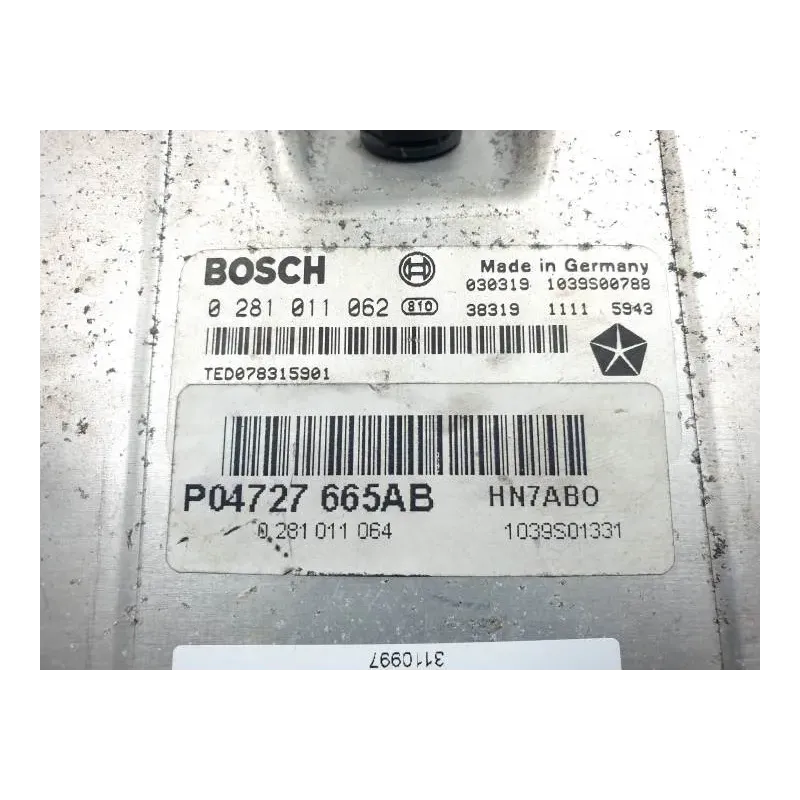 BOSCH
Made in Germany
030319 1039S00788
0 281 011 062 810 38319 1111 5943
TED078315901
P04727 665AB HN7ABO
0 281 011 064 1039S01331
3110997